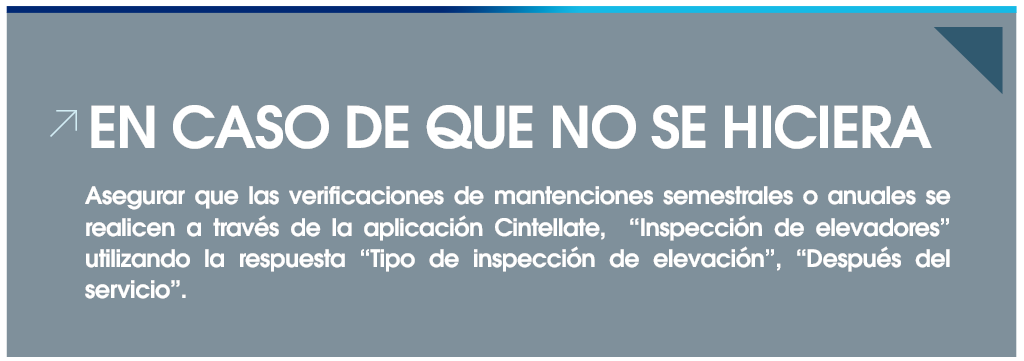 EN CASO DE QUE NO SE HICIERA
Asegurar que las verificaciones de mantenciones semestrales o anuales se
realicen a través de la aplicación Cintellate, “Inspección de elevadores”
utilizando la respuesta “Tipo de inspección de elevación”, “Después del
servicio”.